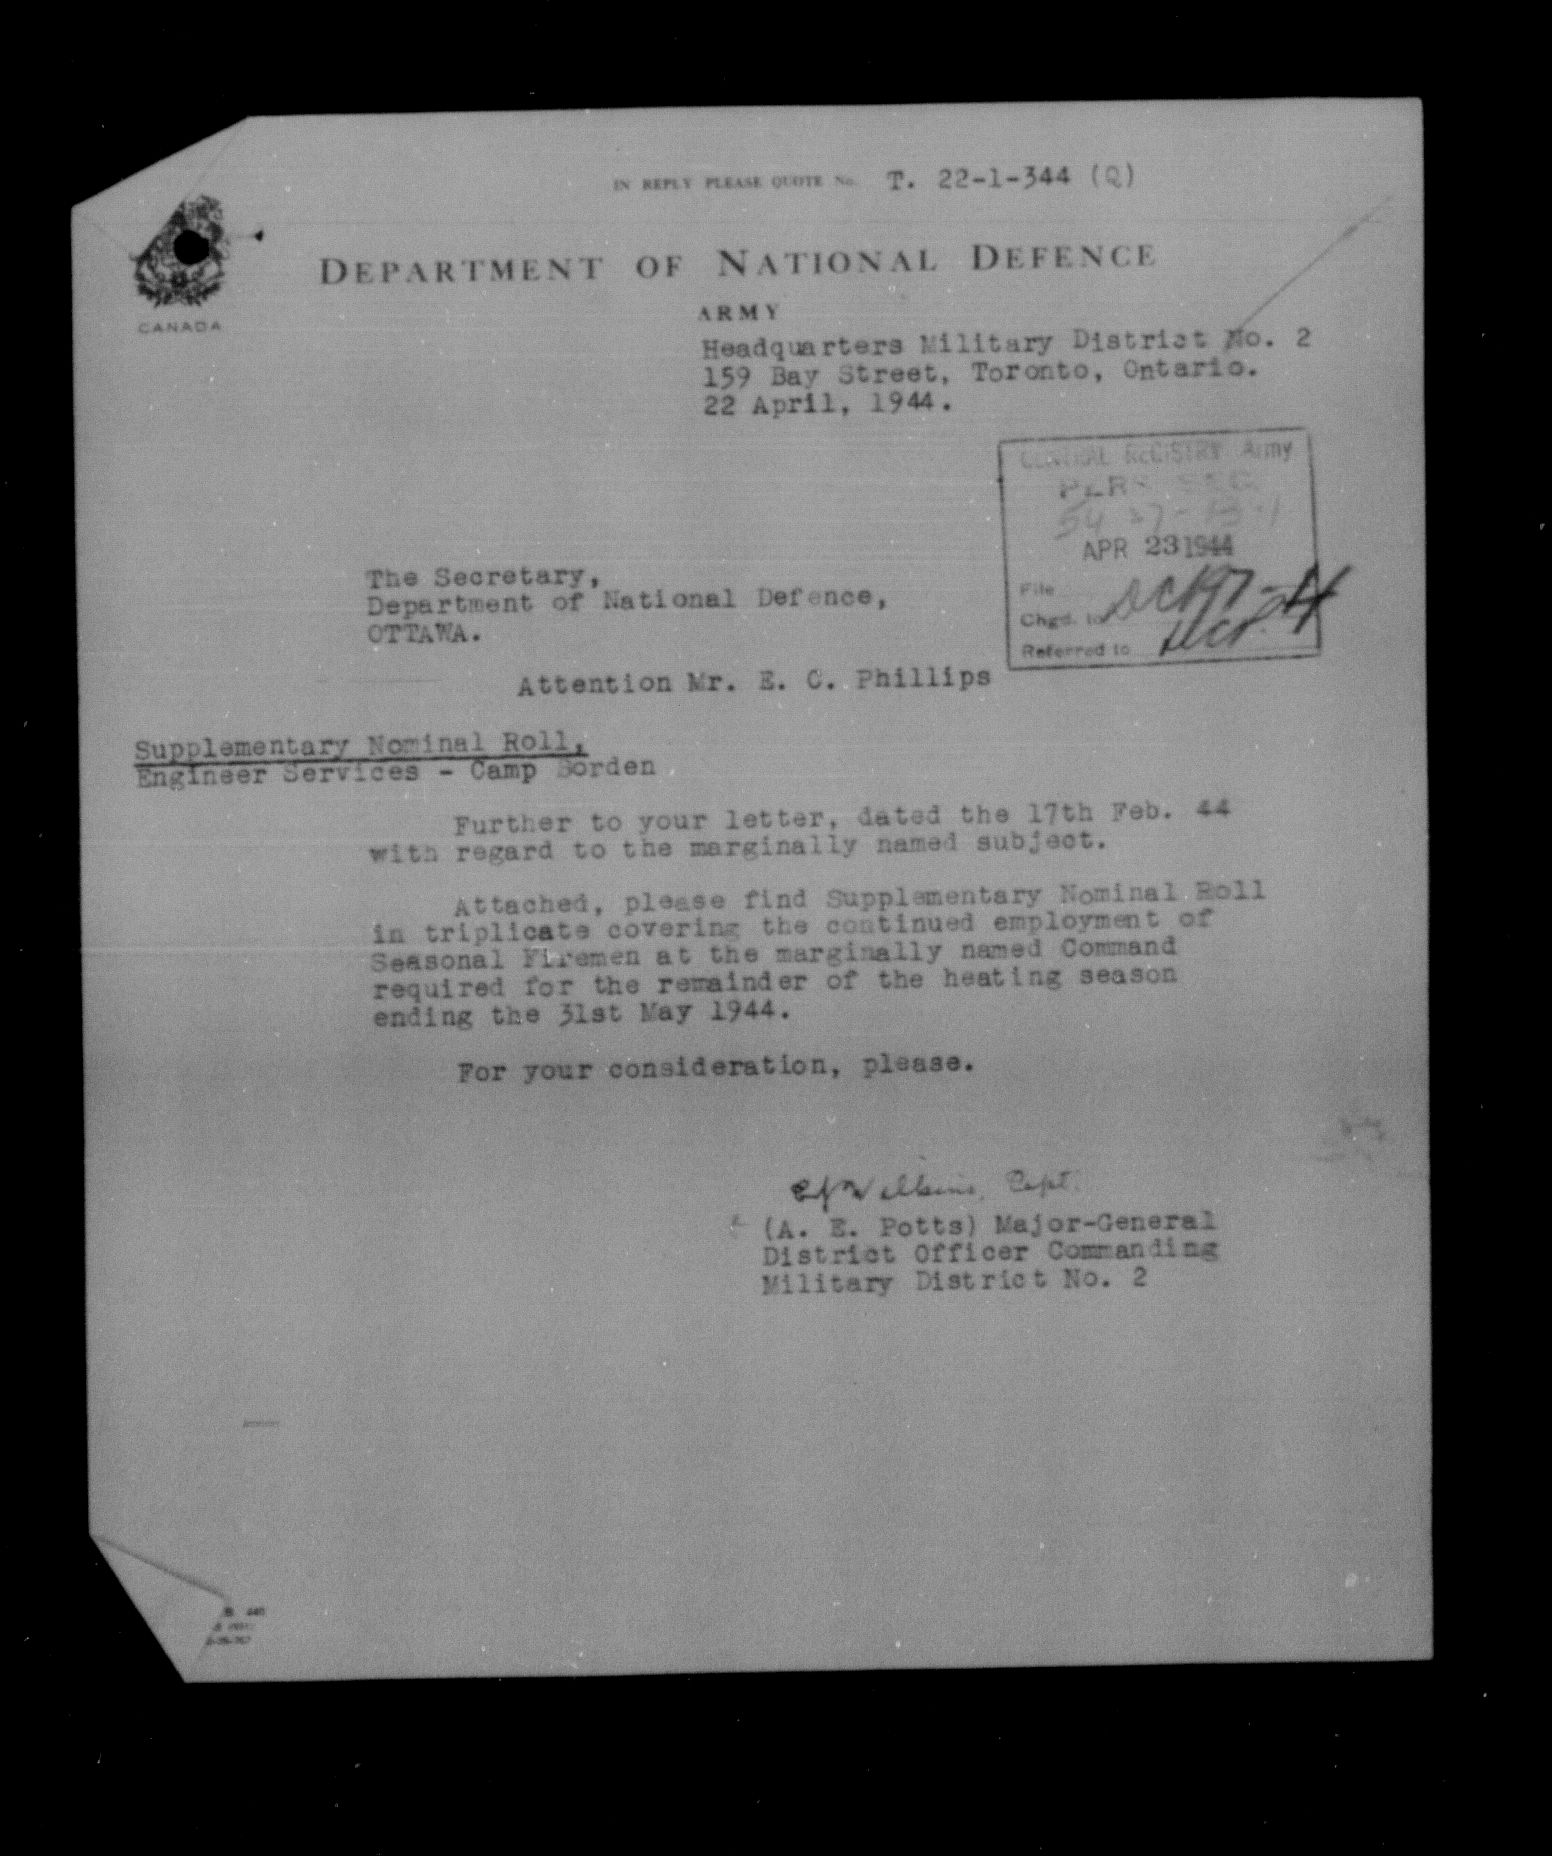 IN REPLY PLEASE QUOTE No. T. 22-1-344 (Q)
DEPARTMENT OF NATIONAL DEFENCE
ARMY
CANADA
Headquarters Military District No. 2
159 Bay Street, Toronto, Ontario.
22 April, 1944.
CENTRAL REGISTRY Army
APR 23 1944
File
Chgd. to
Referred to
The Secretary,
Department of National Defence,
OTTAWA.
Attention Mr. E. C. Phillips
Supplementary Nominal Roll,
Engineer Services - Camp Borden
Further to your letter, dated the 17th Feb. 44
with regard to the marginally named subject.
Attached, please find Supplementary Nominal Roll
in triplicate covering the continued employment of
Seasonal Firemen at the marginally named Command
required for the remainder of the heating season
ending the 31st May 1944.
For your consideration, please.
Capt.
(A. E. Potts) Major-General
District Officer Commanding
Military District No. 2